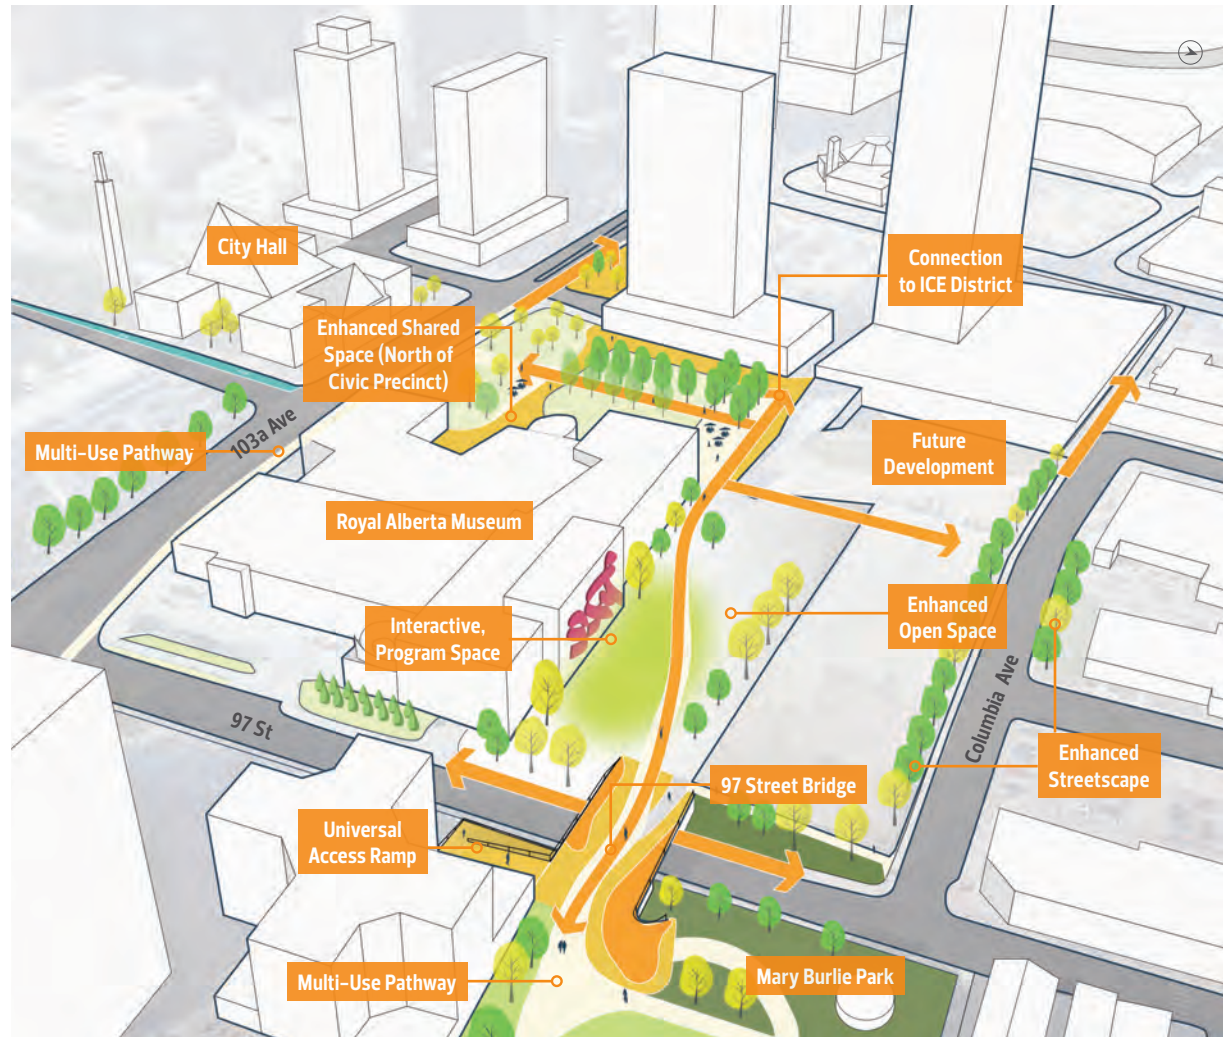 City Hall
Connection
to ICE District
Enhanced Shared
Space (North of
Civic Precinct)
103a Ave
Multi-Use Pathway
Future
Development
Royal Alberta Museum
Interactive,
Program Space
Enhanced
Open Space
97 St
Columbia Ave
Enhanced
Streetscape
97 Street Bridge
Universal
Access Ramp
Multi-Use Pathway
Mary Burlie Park